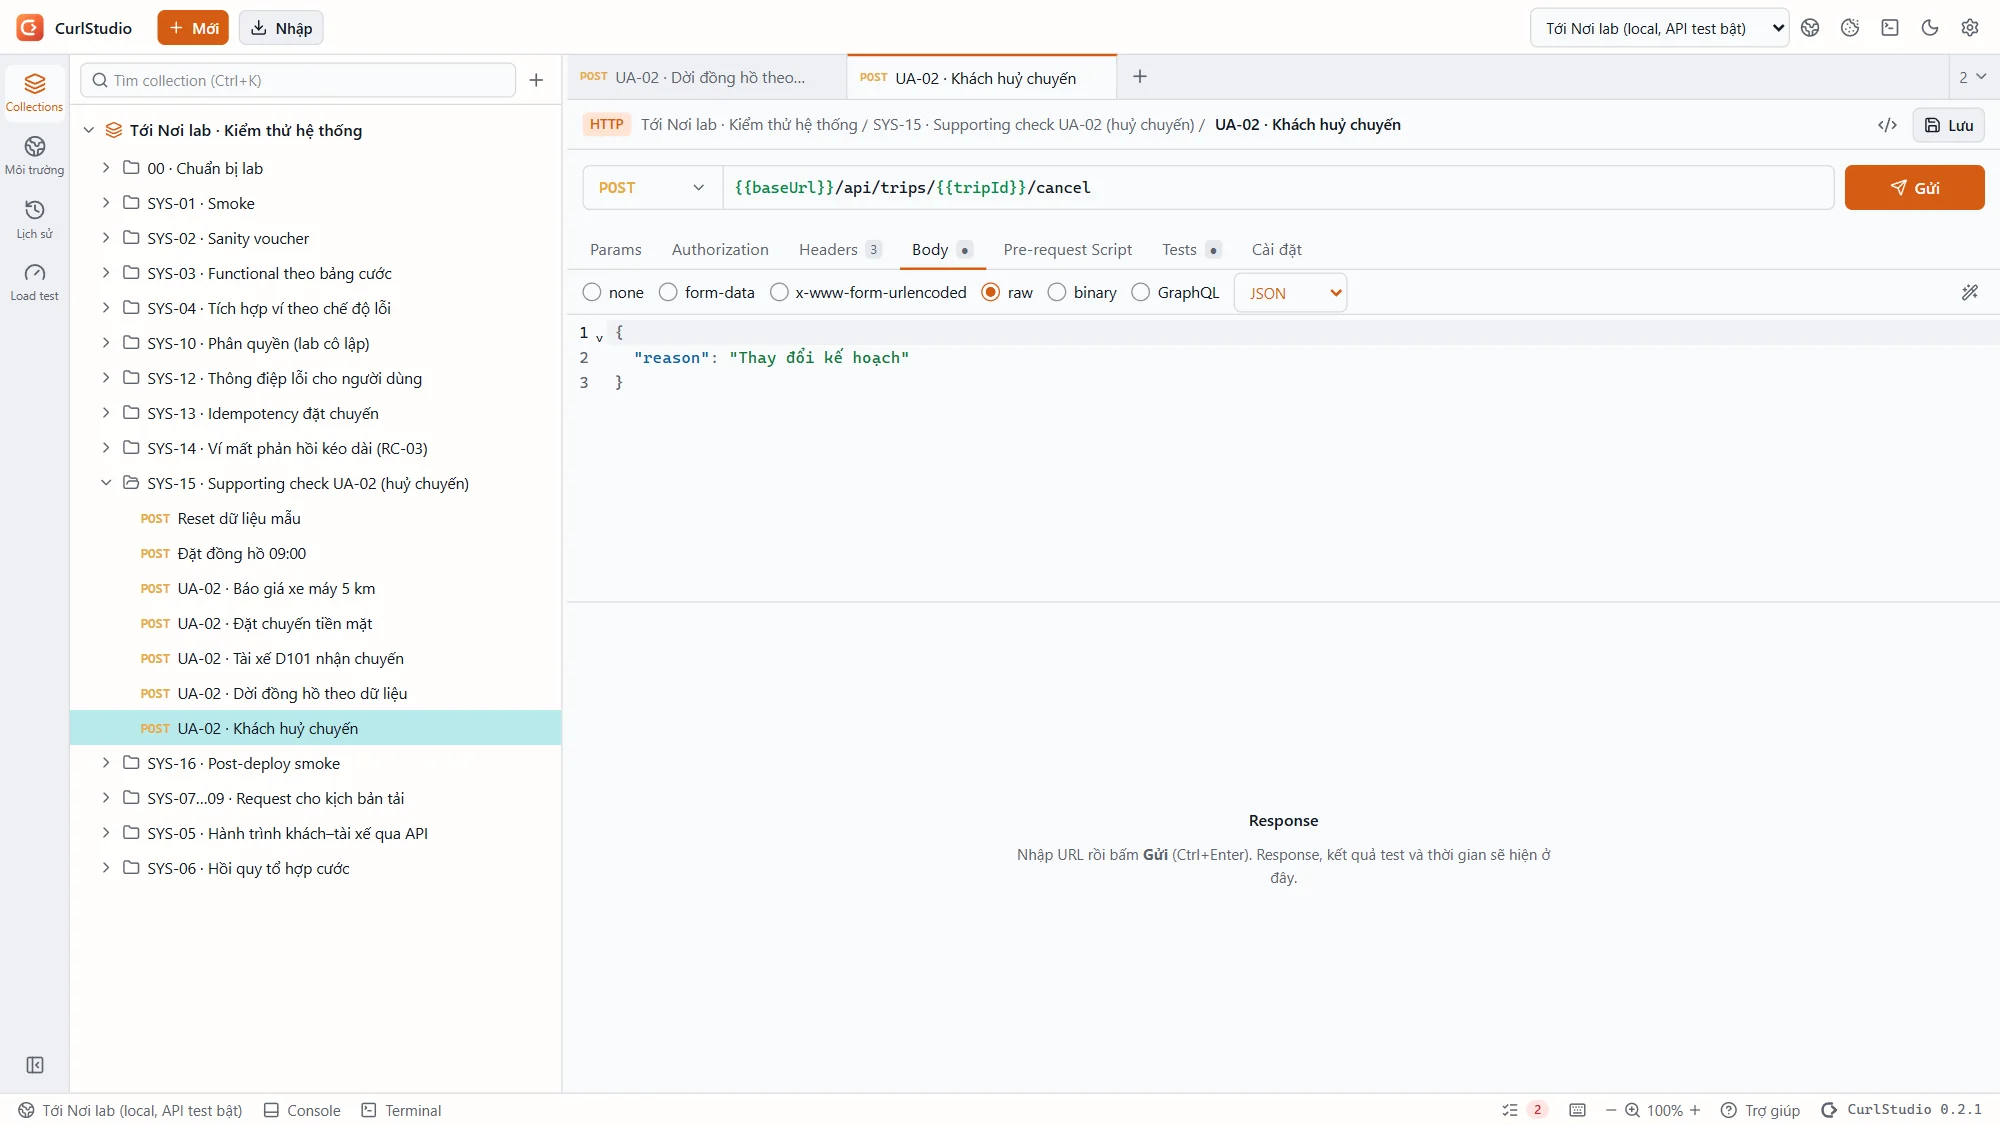 CurlStudio
Mới
Nhập
Tới Nơi lab (local, API test bật)
Collections
Môi trường
Lịch sử
Load test
Tìm collection (Ctrl+K)
Tới Nơi lab · Kiểm thử hệ thống
00 · Chuẩn bị lab
SYS-01 · Smoke
SYS-02 · Sanity voucher
SYS-03 · Functional theo bảng cước
SYS-04 · Tích hợp ví theo chế độ lỗi
SYS-10 · Phân quyền (lab cô lập)
SYS-12 · Thông điệp lỗi cho người dùng
SYS-13 · Idempotency đặt chuyến
SYS-14 · Ví mất phản hồi kéo dài (RC-03)
SYS-15 · Supporting check UA-02 (huỷ chuyến)
POST Reset dữ liệu mẫu
POST Đặt đồng hồ 09:00
POST UA-02 · Báo giá xe máy 5 km
POST UA-02 · Đặt chuyến tiền mặt
POST UA-02 · Tài xế D101 nhận chuyến
POST UA-02 · Dời đồng hồ theo dữ liệu
POST UA-02 · Khách huỷ chuyến
SYS-16 · Post-deploy smoke
SYS-07…09 · Request cho kịch bản tải
SYS-05 · Hành trình khách–tài xế qua API
SYS-06 · Hồi quy tổ hợp cước
POST UA-02 · Dời đồng hồ theo...
POST UA-02 · Khách huỷ chuyến
2
HTTP Tới Nơi lab · Kiểm thử hệ thống / SYS-15 · Supporting check UA-02 (huỷ chuyến) / UA-02 · Khách huỷ chuyến
Lưu
POST
{{baseUrl}}/api/trips/{{tripId}}/cancel
Gửi
Params Authorization Headers 3 Body Pre-request Script Tests Cài đặt
none form-data x-www-form-urlencoded raw binary GraphQL JSON
1 {
2 "reason": "Thay đổi kế hoạch"
3 }
Response
Nhập URL rồi bấm Gửi (Ctrl+Enter). Response, kết quả test và thời gian sẽ hiện ở
đây.
Tới Nơi lab (local, API test bật)
Console
Terminal
2
100%
Trợ giúp
CurlStudio 0.2.1